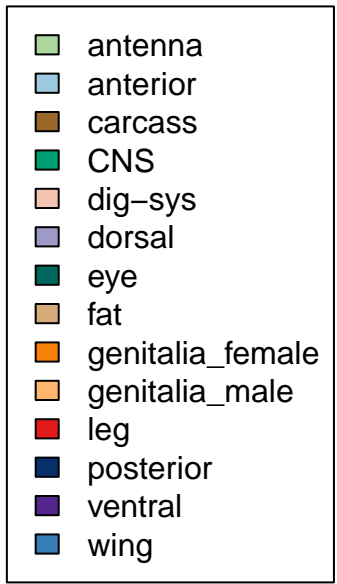 antenna
anterior
carcass
CNS
dig−sys
dorsal
eye
fat
genitalia_female
genitalia_male
leg
posterior
ventral
wing